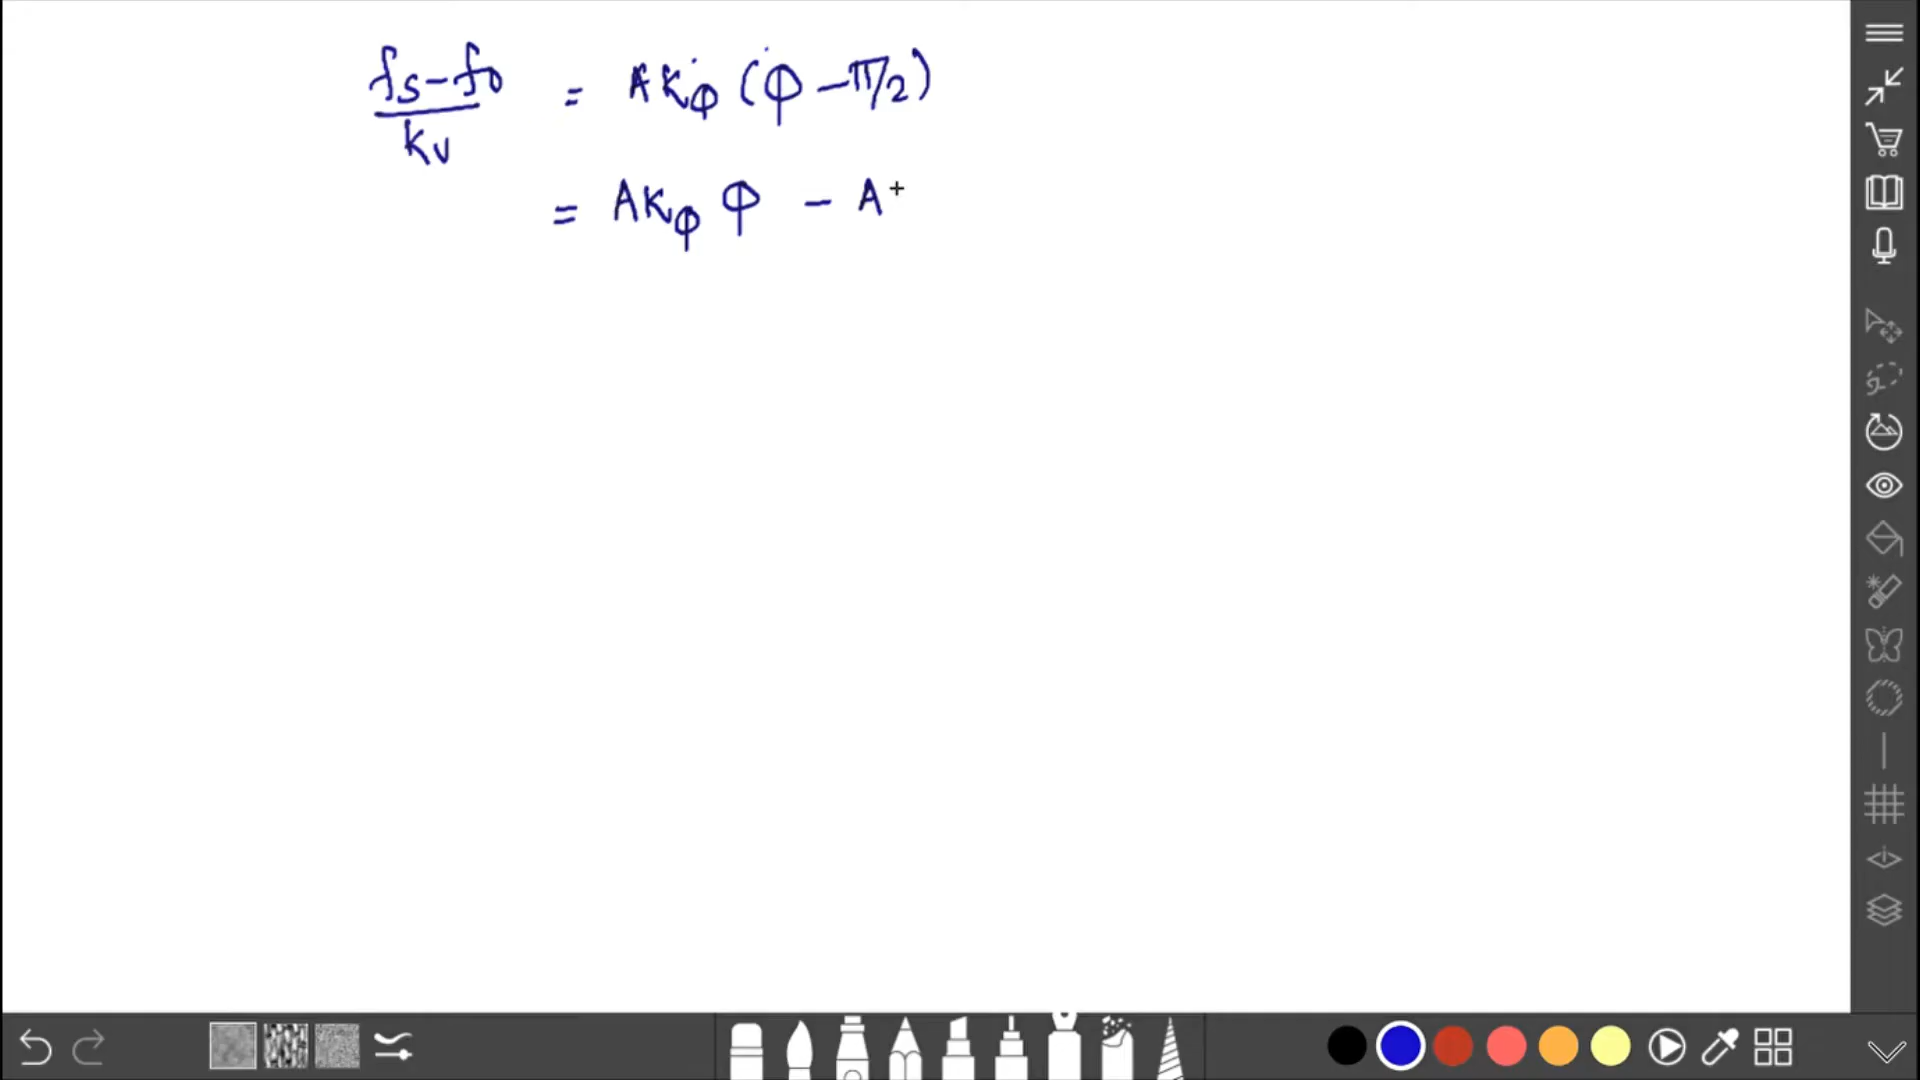 fs-fo/Kv = AKφ(φ-π/2)
= AKφ φ - A